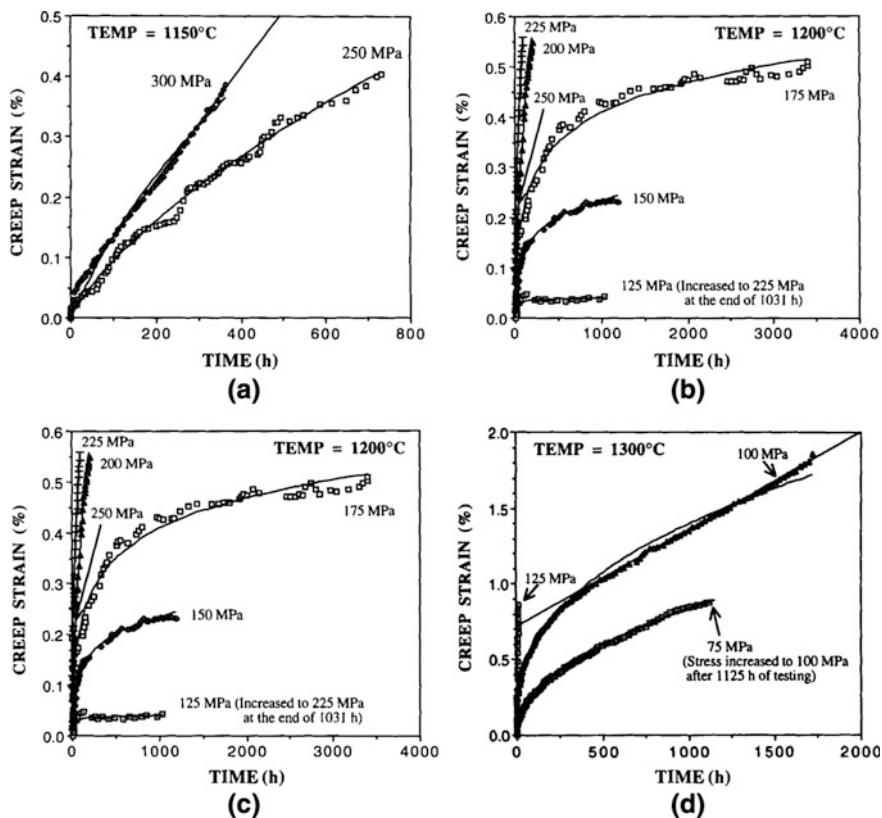 TEMP = 1150°C
300 MPa
250 MPa
CREEP STRAIN (%)
0.5
0.4
0.3
0.2
0.1
0.0
0 200 400 600 800
TIME (h)
(a)
TEMP = 1200°C
225 MPa
200 MPa
250 MPa
175 MPa
150 MPa
125 MPa (Increased to 225 MPa
at the end of 1031 h)
CREEP STRAIN (%)
0.6
0.5
0.4
0.3
0.2
0.1
0.0
0 1000 2000 3000 4000
TIME (h)
(b)
TEMP = 1200°C
225 MPa
200 MPa
250 MPa
175 MPa
150 MPa
125 MPa (Increased to 225 MPa
at the end of 1031 h)
CREEP STRAIN (%)
0.6
0.5
0.4
0.3
0.2
0.1
0.0
0 1000 2000 3000 4000
TIME (h)
(c)
TEMP = 1300°C
100 MPa
125 MPa
75 MPa
(Stress increased to 100 MPa
after 1125 h of testing)
CREEP STRAIN (%)
2.0
1.5
1.0
0.5
0.0
0 500 1000 1500 2000
TIME (h)
(d)